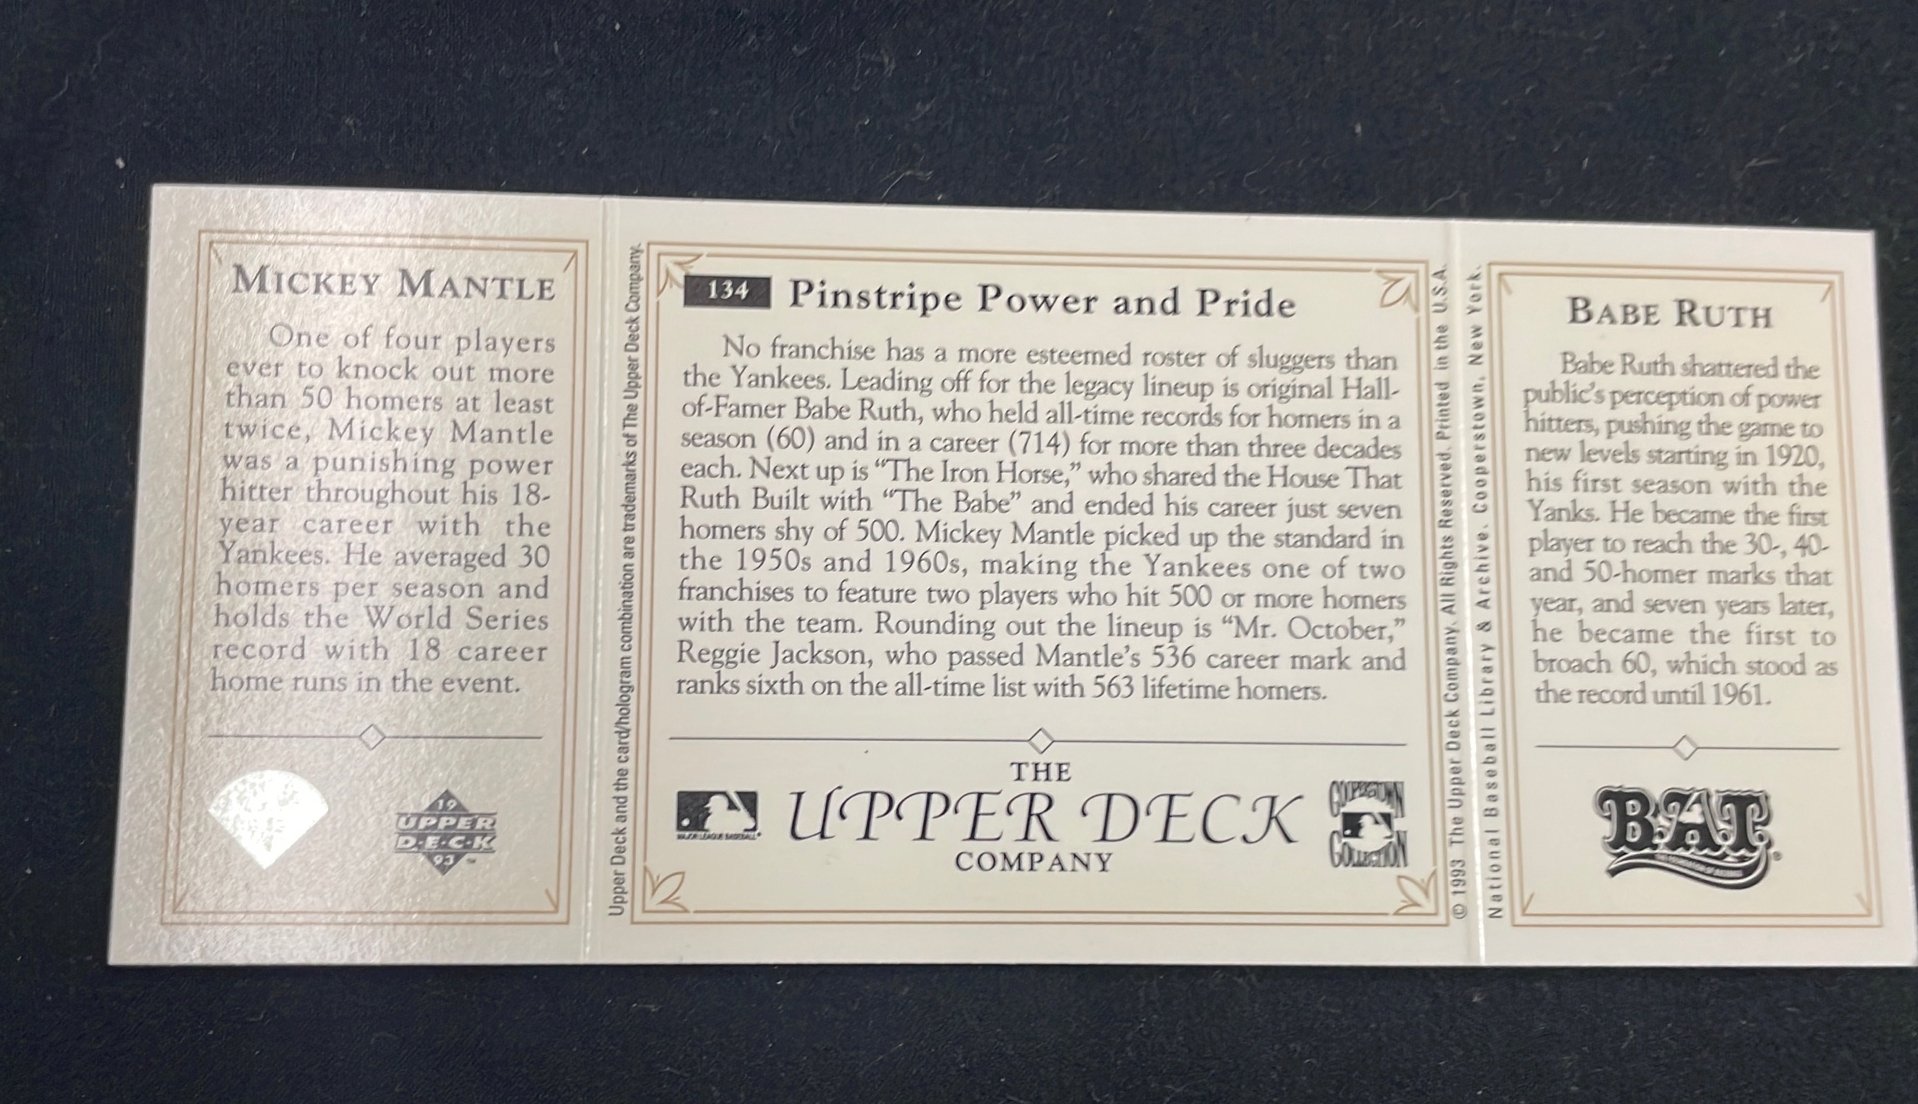 MICKEY MANTLE
One of four players
ever to knock out more
than 50 homers at least
twice, Mickey Mantle
was a punishing power
hitter throughout his 18-
year career with the
Yankees. He averaged 30
homers per season and
holds the World Series
record with 18 career
home runs in the event.
19
UPPER
D•E•C•K
93 ™
Upper Deck and the card/hologram combination are trademarks of The Upper Deck Company.
134 Pinstripe Power and Pride
No franchise has a more esteemed roster of sluggers than
the Yankees. Leading off for the legacy lineup is original Hall-
of-Famer Babe Ruth, who held all-time records for homers in a
season (60) and in a career (714) for more than three decades
each. Next up is “The Iron Horse,” who shared the House That
Ruth Built with “The Babe” and ended his career just seven
homers shy of 500. Mickey Mantle picked up the standard in
the 1950s and 1960s, making the Yankees one of two
franchises to feature two players who hit 500 or more homers
with the team. Rounding out the lineup is “Mr. October,”
Reggie Jackson, who passed Mantle's 536 career mark and
ranks sixth on the all-time list with 563 lifetime homers.
MAJOR LEAGUE BASEBALL®
THE
UPPER DECK
COMPANY
COOPERSTOWN
COLLECTION
© 1993 The Upper Deck Company. All Rights Reserved. Printed in the U.S.A.
National Baseball Library & Archive, Cooperstown, New York.
BABE RUTH
Babe Ruth shattered the
public's perception of power
hitters, pushing the game to
new levels starting in 1920,
his first season with the
Yanks. He became the first
player to reach the 30-, 40-
and 50-homer marks that
year, and seven years later,
he became the first to
broach 60, which stood as
the record until 1961.
B.A.T.
®